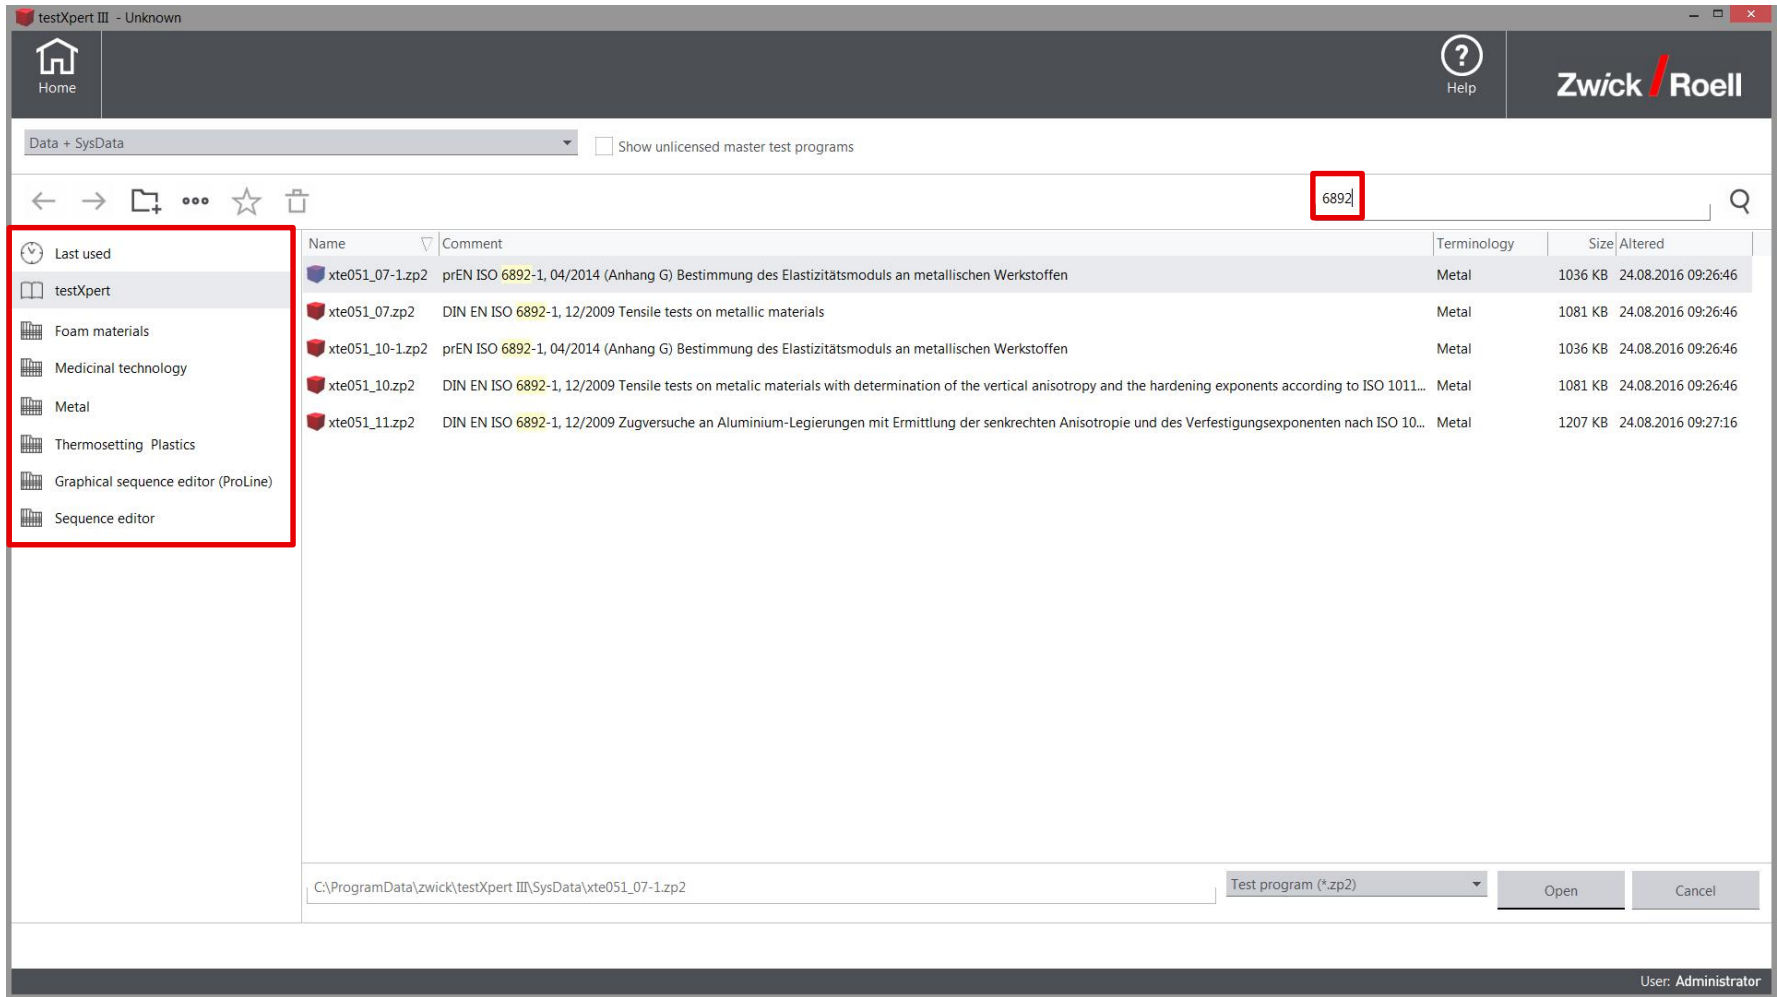 testXpert III - Unknown
Home
Help
Zwick Roell
Data + SysData
Show unlicensed master test programs
6892
Last used
testXpert
Foam materials
Medicinal technology
Metal
Thermosetting Plastics
Graphical sequence editor (ProLine)
Sequence editor
Name Comment Terminology Size Altered
xte051_07-1.zp2 prEN ISO 6892-1, 04/2014 (Anhang G) Bestimmung des Elastizitätsmoduls an metallischen Werkstoffen Metal 1036 KB 24.08.2016 09:26:46
xte051_07.zp2 DIN EN ISO 6892-1, 12/2009 Tensile tests on metallic materials Metal 1081 KB 24.08.2016 09:26:46
xte051_10-1.zp2 prEN ISO 6892-1, 04/2014 (Anhang G) Bestimmung des Elastizitätsmoduls an metallischen Werkstoffen Metal 1036 KB 24.08.2016 09:26:46
xte051_10.zp2 DIN EN ISO 6892-1, 12/2009 Tensile tests on metalic materials with determination of the vertical anisotropy and the hardening exponents according to ISO 1011... Metal 1081 KB 24.08.2016 09:26:46
xte051_11.zp2 DIN EN ISO 6892-1, 12/2009 Zugversuche an Aluminium-Legierungen mit Ermittlung der senkrechten Anisotropie und des Verfestigungsexponenten nach ISO 10... Metal 1207 KB 24.08.2016 09:27:16
C:\ProgramData\zwick\testXpert III\SysData\xte051_07-1.zp2
Test program (*.zp2)
Open
Cancel
User: Administrator